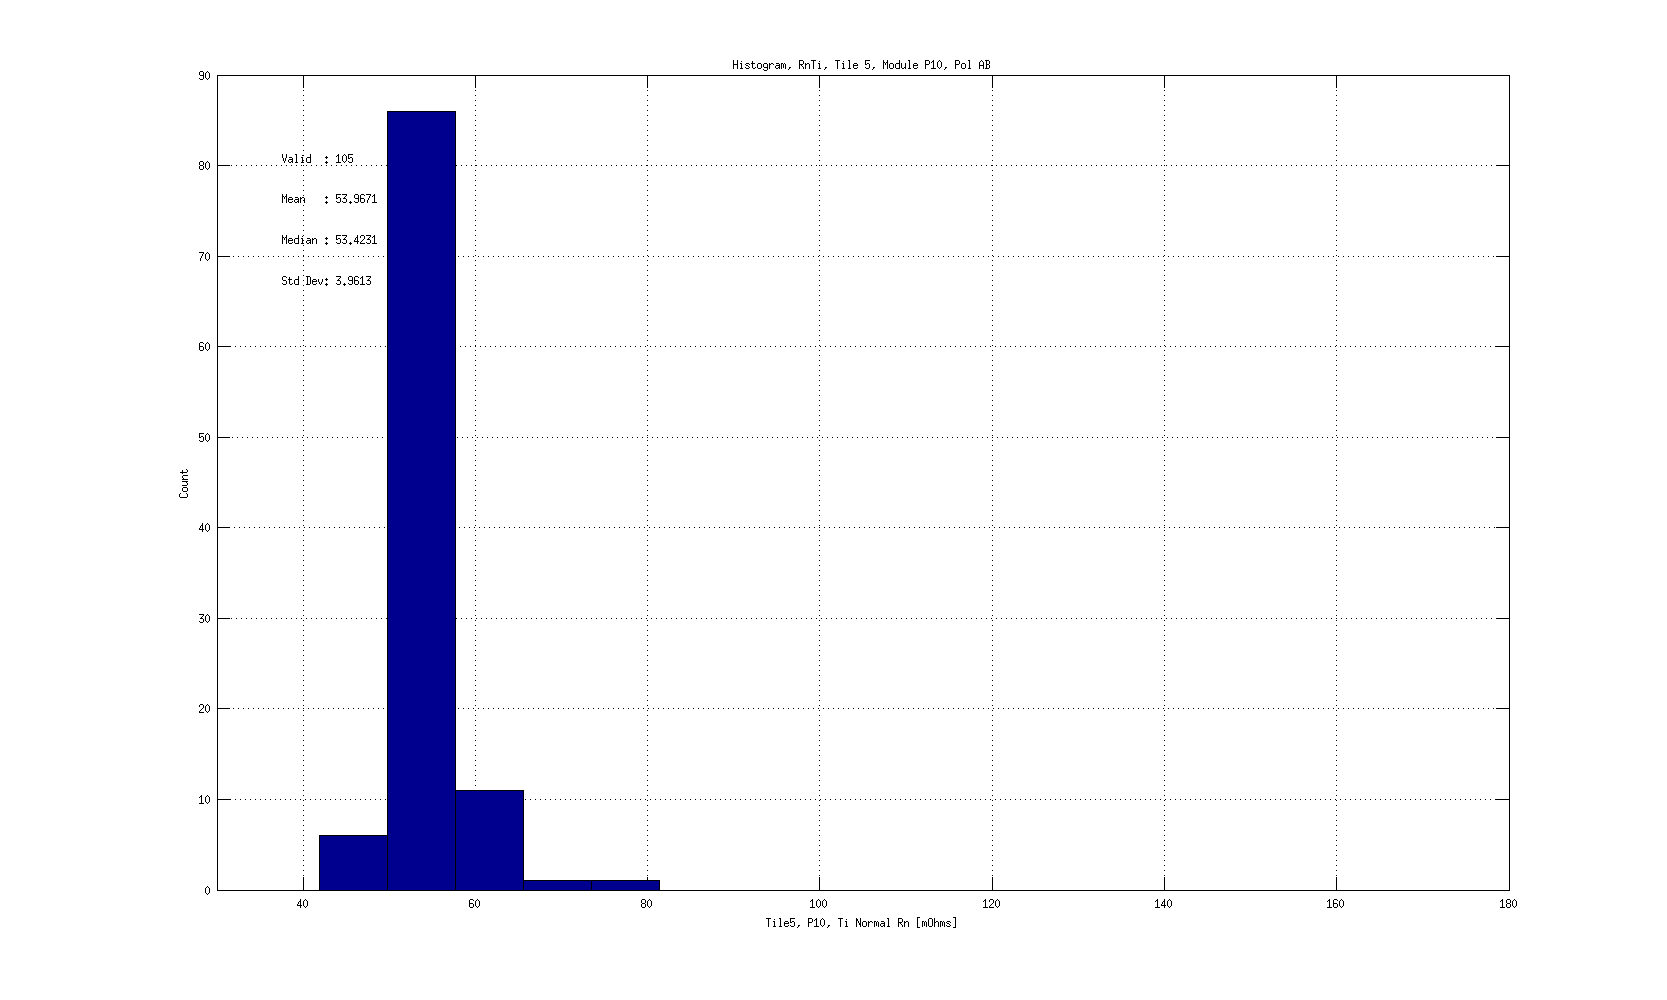 Histogram, RnTi, Tile 5, Module P10, Pol AB
90
80
70
60
50
40
30
20
10
0
Valid : 105
Mean : 53.9671
Median : 53.4231
Std Dev: 3.9613
Count
40 60 80 100 120 140 160 180
Tile5, P10, Ti Normal Rn [mOhms]